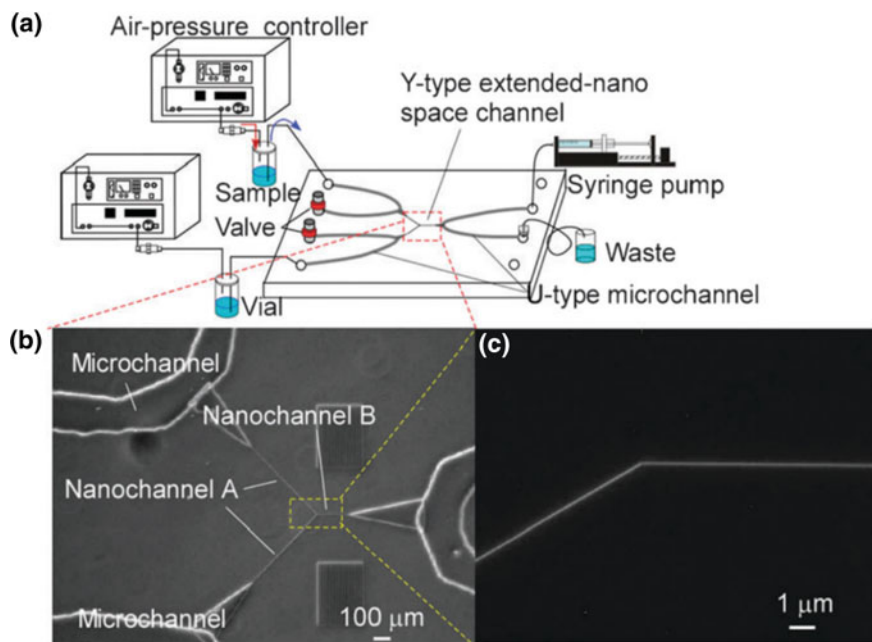 (a)
Air-pressure controller
Y-type extended-nano
space channel
Sample
Valve
Syringe pump
Waste
Vial
U-type microchannel
(b)
Microchannel
Nanochannel B
Nanochannel A
Microchannel
100 μm
(c)
1 μm